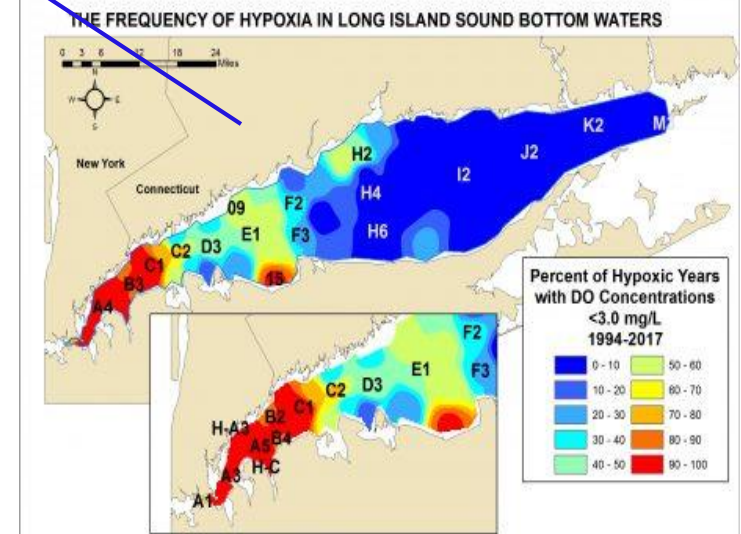 THE FREQUENCY OF HYPOXIA IN LONG ISLAND SOUND BOTTOM WATERS
0 3 6 12 18 24
Miles
N
W E
S
New York
Connecticut
K2
M
J2
H2
I2
H4
09
F2
E1
F3
H6
D3
C2
C1
15
B3
A4
Percent of Hypoxic Years
with DO Concentrations
<3.0 mg/L
1994-2017
0 - 10 50 - 60
10 - 20 60 - 70
20 - 30 70 - 80
30 - 40 80 - 90
40 - 50 90 - 100
F2
E1
F3
D3
C2
C1
B2
H-A3
B4
A5
H-C
A3
A1